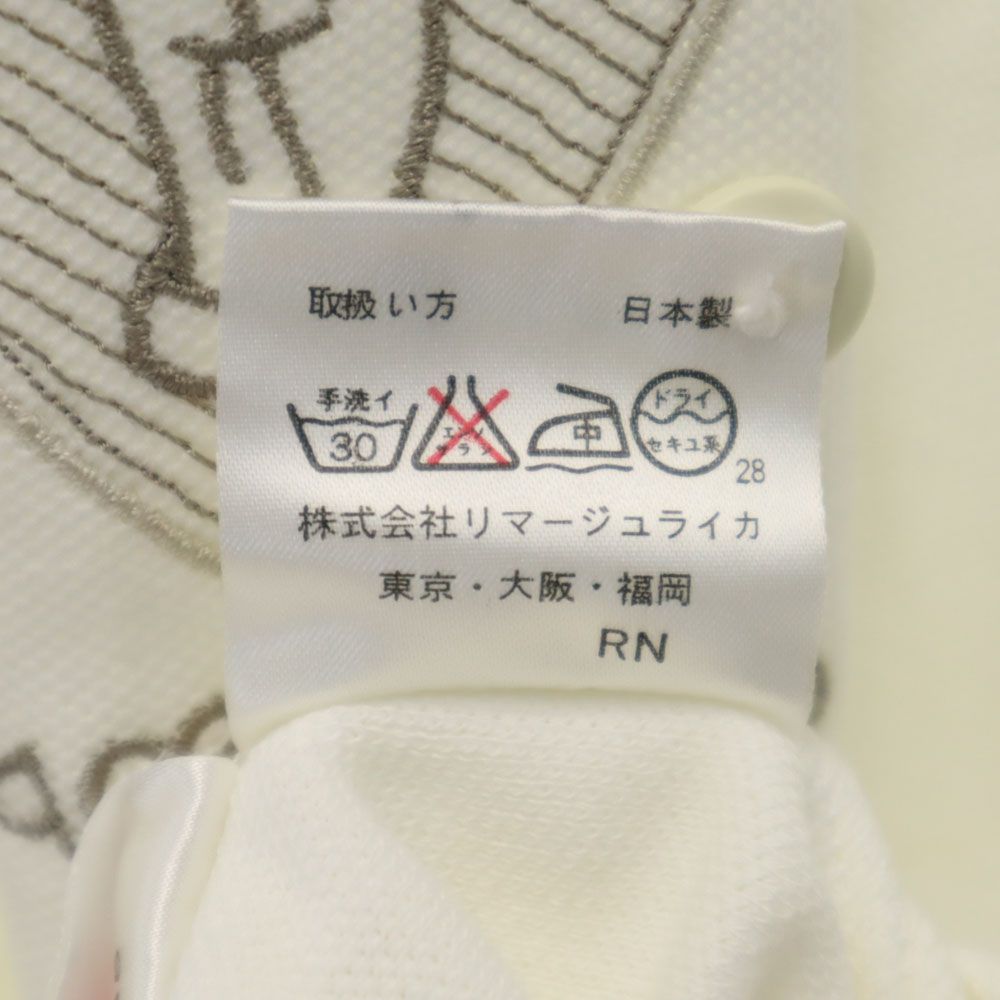 取扱い方 日本製
手洗イ 30 エンソ サラシ 中 ドライ セキユ系
28
株式会社リマージュライカ
東京・大阪・福岡
RN